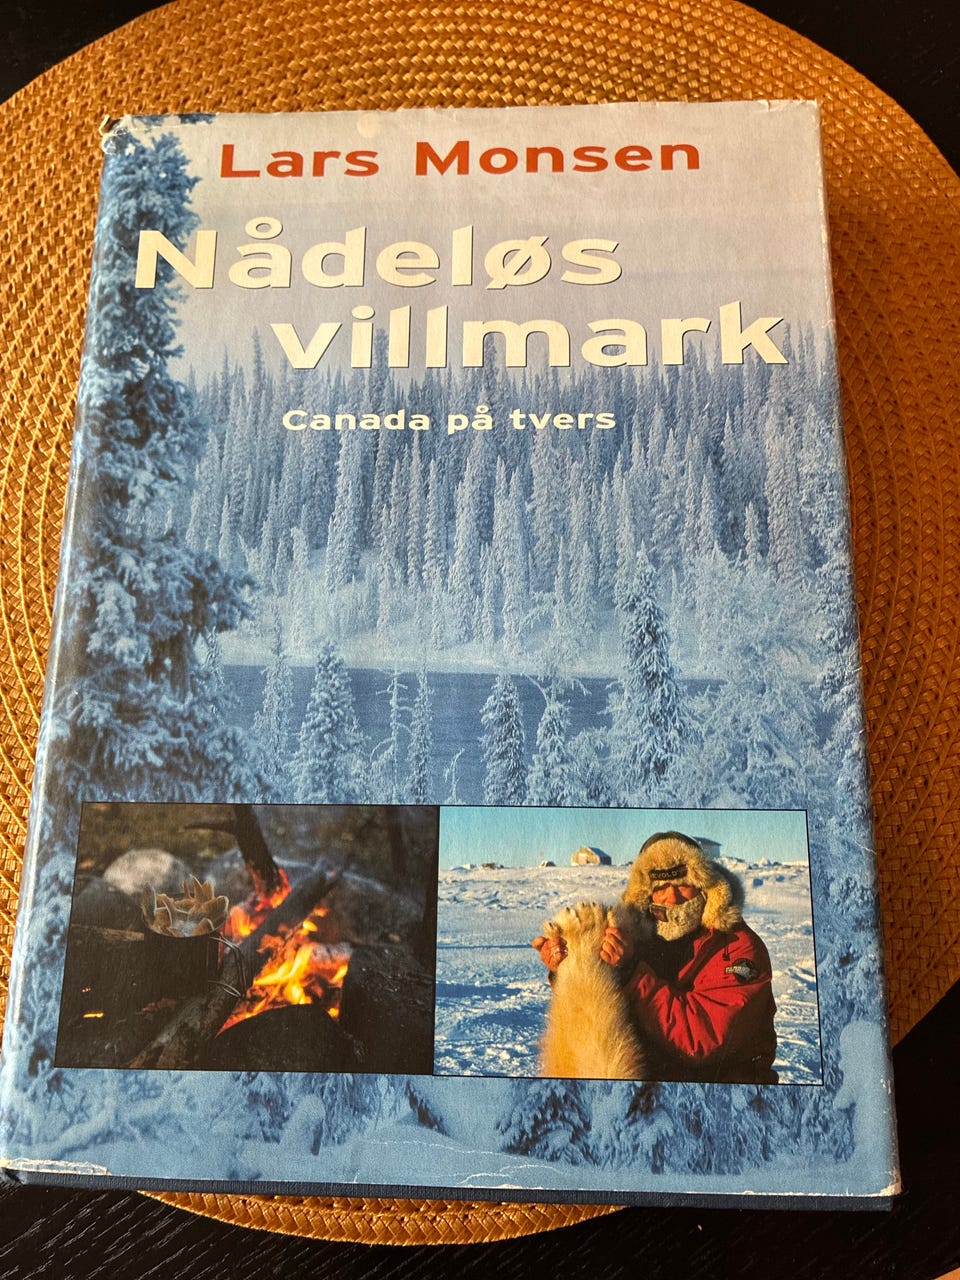 Lars Monsen
Nådeløs
villmark
Canada på tvers